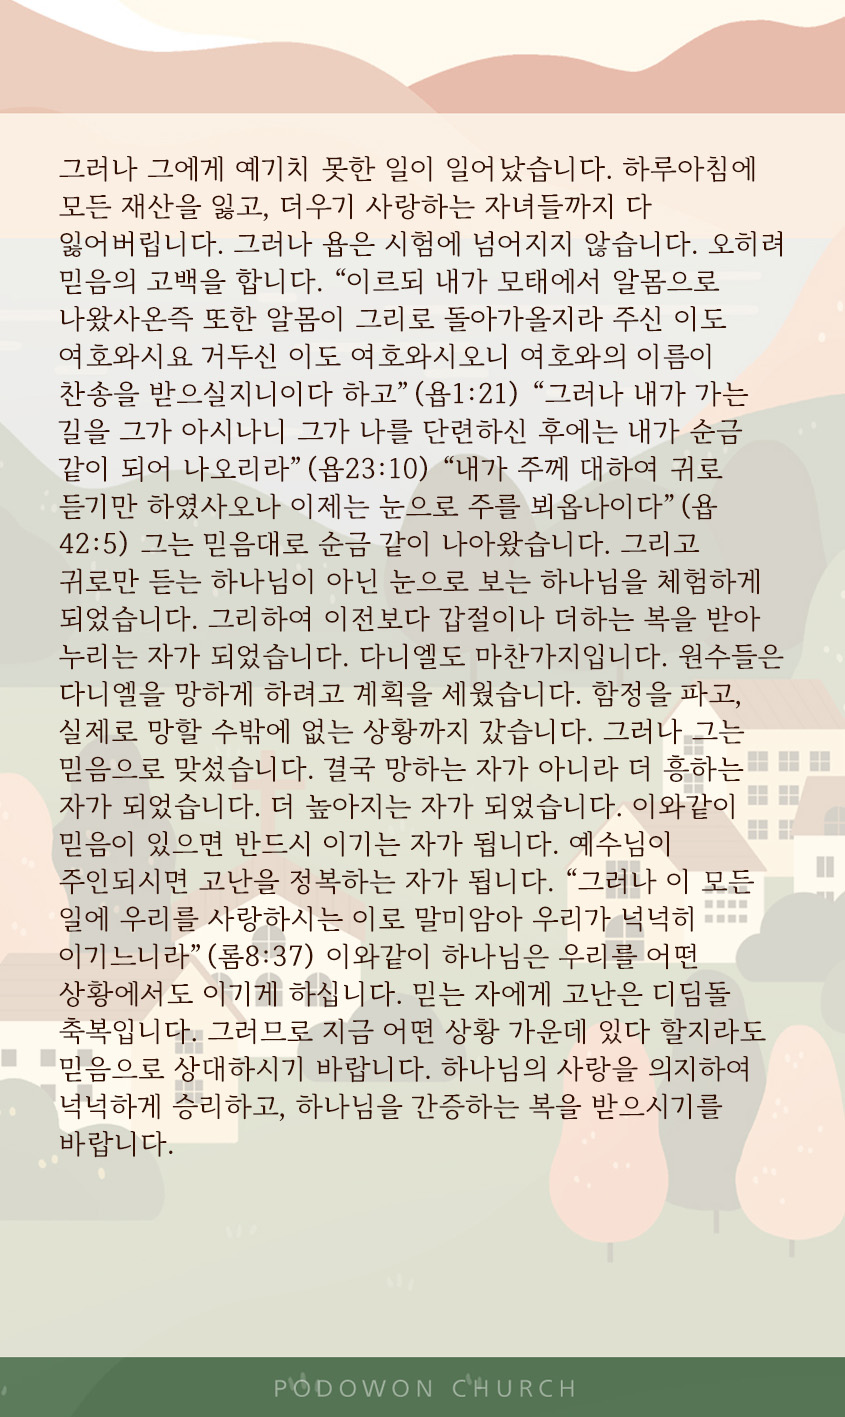 그러나 그에게 예기치 못한 일이 일어났습니다. 하루아침에
모든 재산을 잃고, 더우기 사랑하는 자녀들까지 다
잃어버립니다. 그러나 욥은 시험에 넘어지지 않습니다. 오히려
믿음의 고백을 합니다. “이르되 내가 모태에서 알몸으로
나왔사온즉 또한 알몸이 그리로 돌아가올지라 주신 이도
여호와시요 거두신 이도 여호와시오니 여호와의 이름이
찬송을 받으실지니이다 하고”(욥1:21) “그러나 내가 가는
길을 그가 아시나니 그가 나를 단련하신 후에는 내가 순금
같이 되어 나오리라”(욥23:10) “내가 주께 대하여 귀로
듣기만 하였사오나 이제는 눈으로 주를 뵈옵나이다”(욥
42:5) 그는 믿음대로 순금 같이 나아왔습니다. 그리고
귀로만 듣는 하나님이 아닌 눈으로 보는 하나님을 체험하게
되었습니다. 그리하여 이전보다 갑절이나 더하는 복을 받아
누리는 자가 되었습니다. 다니엘도 마찬가지입니다. 원수들은
다니엘을 망하게 하려고 계획을 세웠습니다. 함정을 파고,
실제로 망할 수밖에 없는 상황까지 갔습니다. 그러나 그는
믿음으로 맞섰습니다. 결국 망하는 자가 아니라 더 흥하는
자가 되었습니다. 더 높아지는 자가 되었습니다. 이와같이
믿음이 있으면 반드시 이기는 자가 됩니다. 예수님이
주인되시면 고난을 정복하는 자가 됩니다. “그러나 이 모든
일에 우리를 사랑하시는 이로 말미암아 우리가 넉넉히
이기느니라”(롬8:37) 이와같이 하나님은 우리를 어떤
상황에서도 이기게 하십니다. 믿는 자에게 고난은 디딤돌
축복입니다. 그러므로 지금 어떤 상황 가운데 있다 할지라도
믿음으로 상대하시기 바랍니다. 하나님의 사랑을 의지하여
넉넉하게 승리하고, 하나님을 간증하는 복을 받으시기를
바랍니다.
PODOWON CHURCH